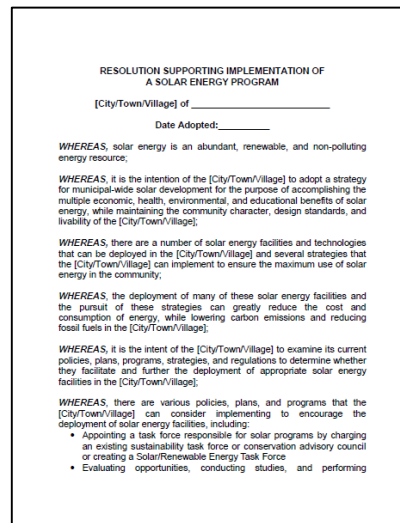 RESOLUTION SUPPORTING IMPLEMENTATION OF
A SOLAR ENERGY PROGRAM
[City/Town/Village] of ___________________________
Date Adopted:__________
WHEREAS, solar energy is an abundant, renewable, and non-polluting
energy resource;
WHEREAS, it is the intention of the [City/Town/Village] to adopt a strategy
for municipal-wide solar development for the purpose of accomplishing the
multiple economic, health, environmental, and educational benefits of solar
energy, while maintaining the community character, design standards, and
livability of the [City/Town/Village];
WHEREAS, there are a number of solar energy facilities and technologies
that can be deployed in the [City/Town/Village] and several strategies that
the [City/Town/Village] can implement to ensure the maximum use of solar
energy in the community;
WHEREAS, the deployment of many of these solar energy facilities and
the pursuit of these strategies can greatly reduce the cost and
consumption of energy, while lowering carbon emissions and reducing
fossil fuels in the [City/Town/Village];
WHEREAS, it is the intent of the [City/Town/Village] to examine its current
policies, plans, programs, strategies, and regulations to determine whether
they facilitate and further the deployment of appropriate solar energy
facilities in the [City/Town/Village];
WHEREAS, there are various policies, plans, and programs that the
[City/Town/Village] can consider implementing to encourage the
deployment of solar energy facilities, including:
• Appointing a task force responsible for solar programs by charging
an existing sustainability task force or conservation advisory council
or creating a Solar/Renewable Energy Task Force
• Evaluating opportunities, conducting studies, and performing